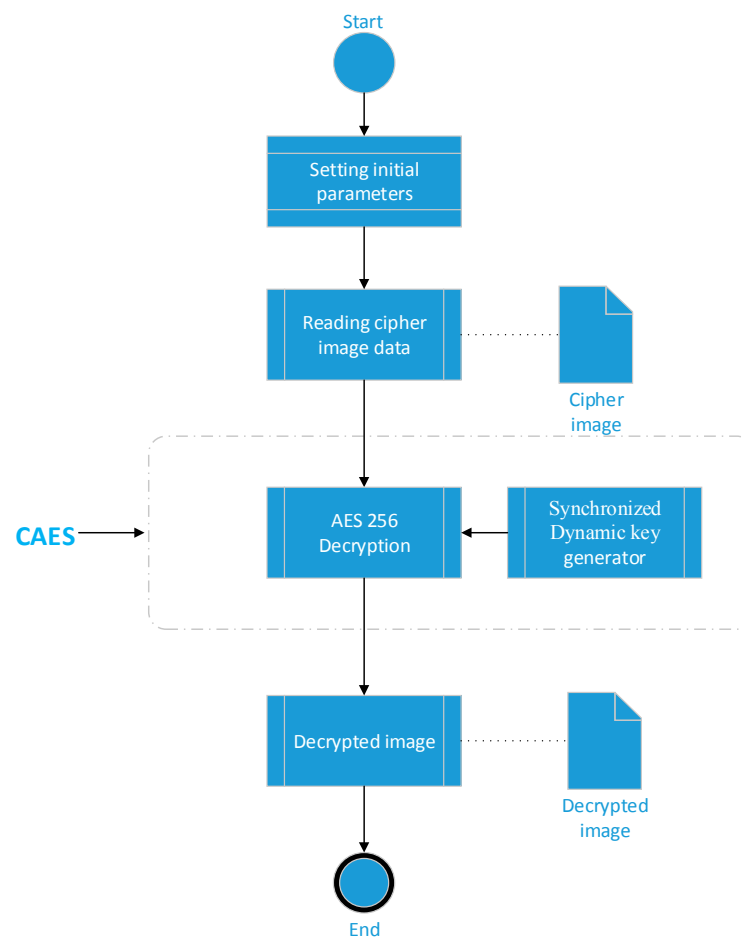 Start
Setting initial
parameters
Reading cipher
image data
Cipher
image
CAES
AES 256
Decryption
Synchronized
Dynamic key
generator
Decrypted image
Decrypted
image
End